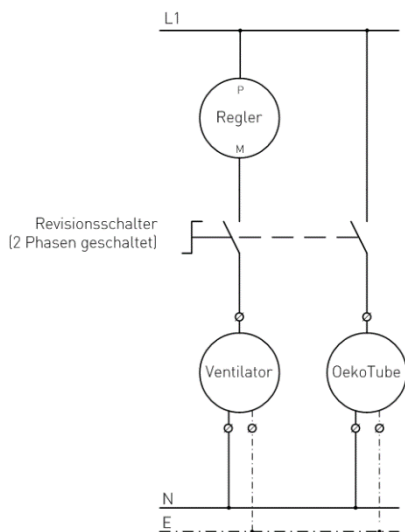 L1
P
Regler
M
Revisionsschalter
(2 Phasen geschaltet)
Ventilator
OekoTube
N
E